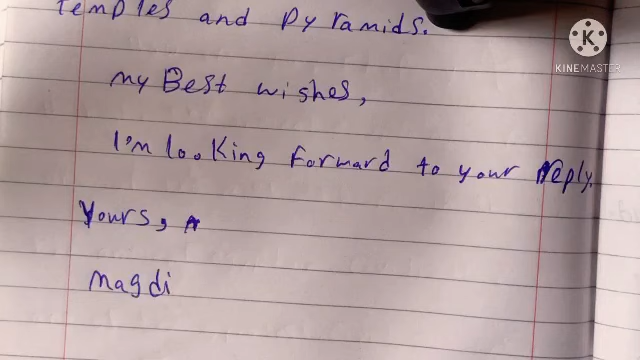 Temples and Pyramids.
KINEMASTER
my Best wishes,
I'm looking forward to your reply.
Yours,
Magdi